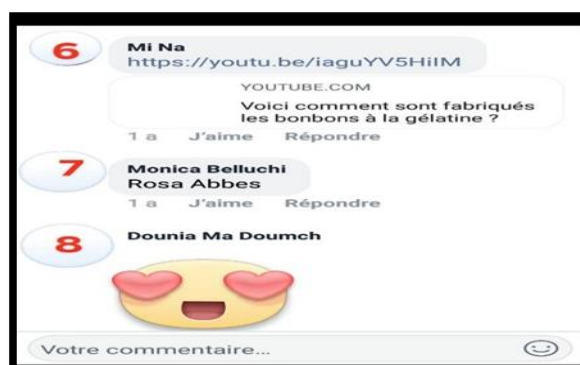 6
Mi Na
https://youtu.be/iaguYV5HiIM
YOUTUBE.COM
Voici comment sont fabriqués
les bonbons à la gélatine ?
1 a J'aime Répondre
7
Monica Belluchi
Rosa Abbes
1 a J'aime Répondre
8
Dounia Ma Doumch
Votre commentaire...